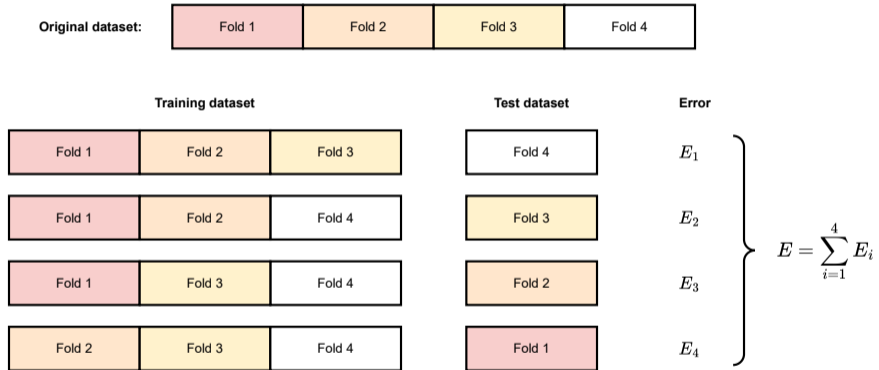 Original dataset: Fold 1 Fold 2 Fold 3 Fold 4
Training dataset Test dataset Error
Fold 1 Fold 2 Fold 3 Fold 4 E₁
Fold 1 Fold 2 Fold 4 Fold 3 E₂
Fold 1 Fold 3 Fold 4 Fold 2 E₃
Fold 2 Fold 3 Fold 4 Fold 1 E₄
E = ∑_{i=1}^{4} E_i